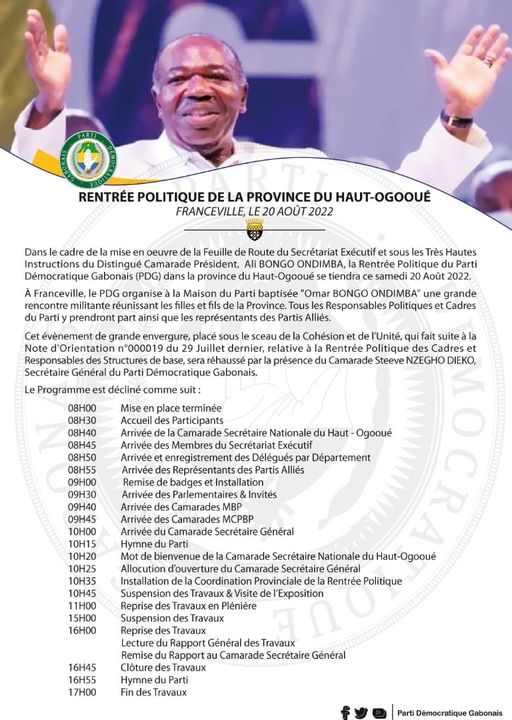 PARTI DÉMOCRATIQUE GABONAIS
RENTRÉE POLITIQUE DE LA PROVINCE DU HAUT-OGOOUÉ
FRANCEVILLE, LE 20 AOÛT 2022
Dans le cadre de la mise en oeuvre de la Feuille de Route du Secrétariat Exécutif et sous les Très Hautes
Instructions du Distingué Camarade Président, Ali BONGO ONDIMBA, la Rentrée Politique du Parti
Démocratique Gabonais (PDG) dans la province du Haut-Ogooué se tiendra ce samedi 20 Août 2022.
À Franceville, le PDG organise à la Maison du Parti baptisée "Omar BONGO ONDIMBA" une grande
rencontre militante réunissant les filles et fils de la Province. Tous les Responsables Politiques et Cadres
du Parti y prendront part ainsi que les représentants des Partis Alliés.
Cet évènement de grande envergure, placé sous le sceau de la Cohésion et de l'Unité, qui fait suite à la
Note d'Orientation n°000019 du 29 Juillet dernier, relative à la Rentrée Politique des Cadres et
Responsables des Structures de base, sera réhaussé par la présence du Camarade Steeve NZEGHO DIEKO,
Secrétaire Général du Parti Démocratique Gabonais.
Le Programme est décliné comme suit :
08H00 Mise en place terminée
08H30 Accueil des Participants
08H40 Arrivée de la Camarade Secrétaire Nationale du Haut - Ogooué
08H45 Arrivée des Membres du Secrétariat Exécutif
08H50 Arrivée et enregistrement des Délégués par Département
08H55 Arrivée des Représentants des Partis Alliés
09H00 Remise de badges et Installation
09H30 Arrivée des Parlementaires & Invités
09H40 Arrivée des Camarades MBP
09H45 Arrivée des Camarades MCPBP
10H00 Arrivée du Camarade Secrétaire Général
10H15 Hymne du Parti
10H20 Mot de bienvenue de la Camarade Secrétaire Nationale du Haut-Ogooué
10H25 Allocution d'ouverture du Camarade Secrétaire Général
10H35 Installation de la Coordination Provinciale de la Rentrée Politique
10H45 Suspension des Travaux & Visite de l'Exposition
11H00 Reprise des Travaux en Plénière
15H00 Suspension des Travaux
16H00 Reprise des Travaux
Lecture du Rapport Général des Travaux
Remise du Rapport au Camarade Secrétaire Général
16H45 Clôture des Travaux
16H55 Hymne du Parti
17H00 Fin des Travaux
Parti Démocratique Gabonais